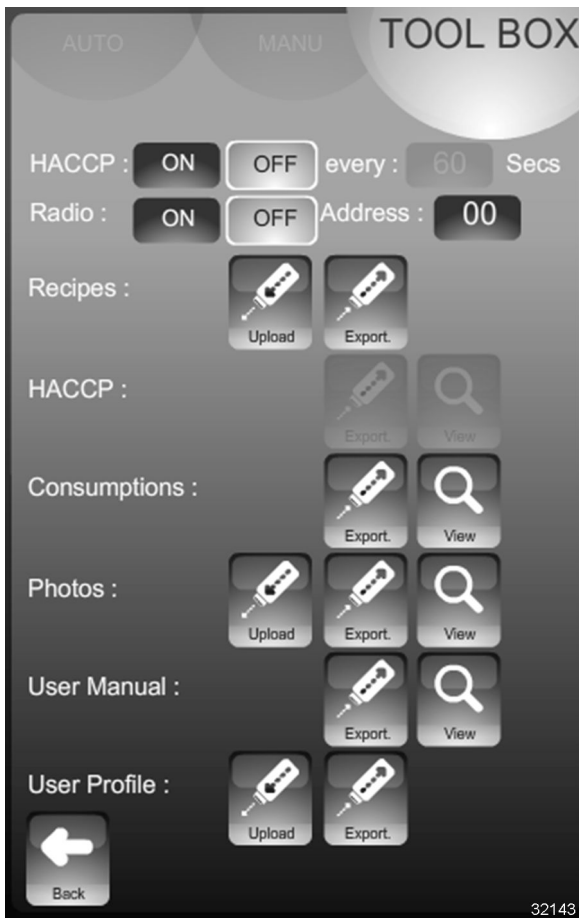 AUTO MANU TOOL BOX
HACCP : ON OFF every : 60 Secs
Radio : ON OFF Address : 00
Recipes :
Upload Export.
HACCP :
Export. View
Consumptions :
Export. View
Photos :
Upload Export. View
User Manual :
Export. View
User Profile :
Upload Export.
Back
32143